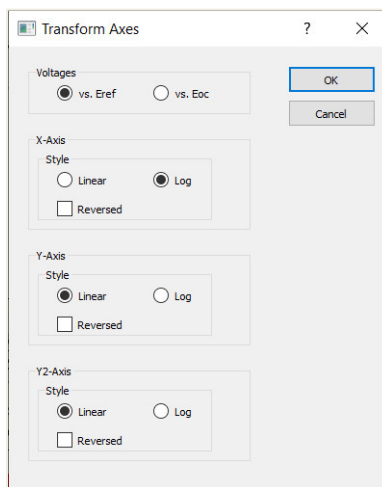 Transform Axes ?
Voltages
vs. Eref vs. Eoc
OK
Cancel
X-Axis
Style
Linear Log
Reversed
Y-Axis
Style
Linear Log
Reversed
Y2-Axis
Style
Linear Log
Reversed